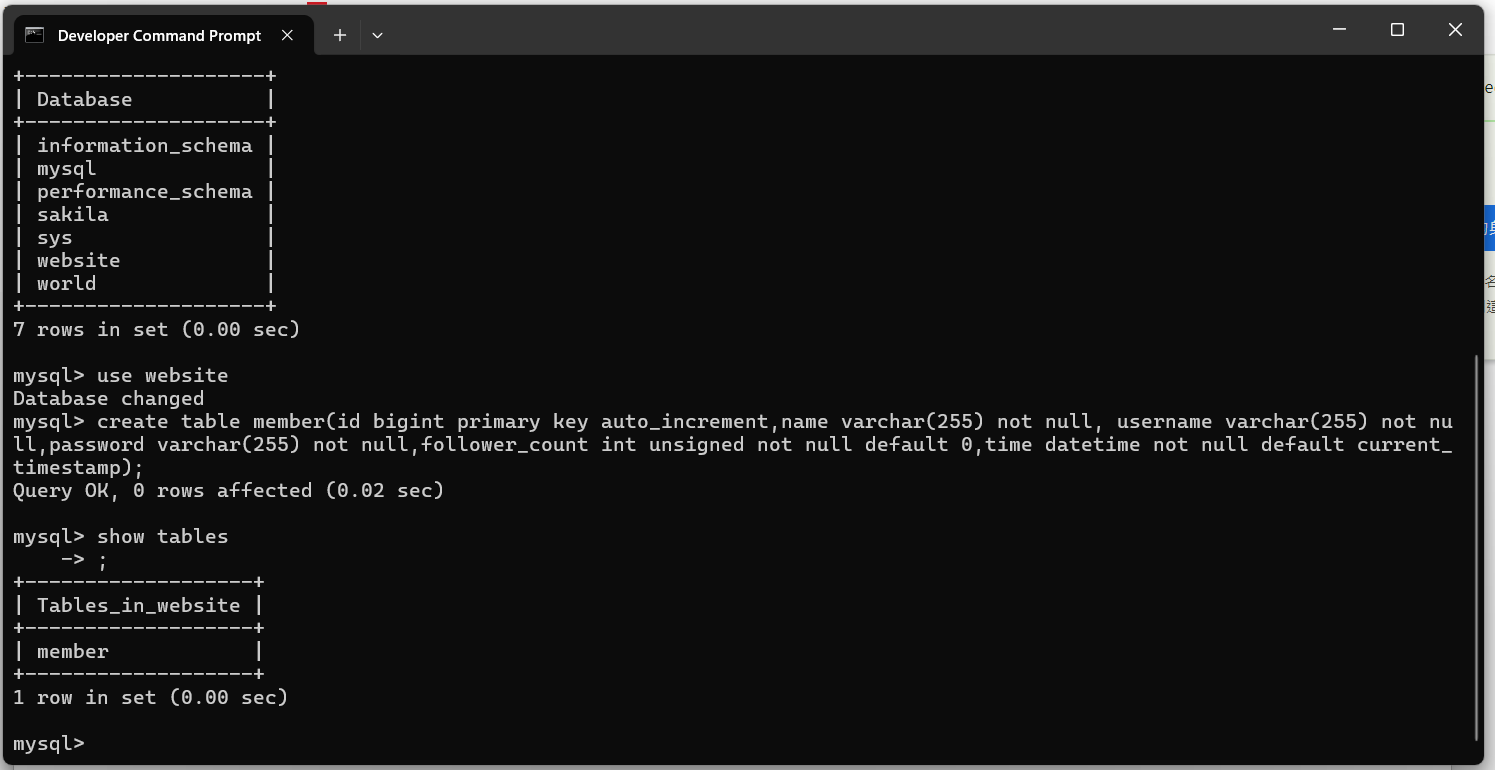 Developer Command Prompt
+--------------------+
| Database           |
+--------------------+
| information_schema |
| mysql              |
| performance_schema |
| sakila             |
| sys                |
| website            |
| world              |
+--------------------+
7 rows in set (0.00 sec)
mysql> use website
Database changed
mysql> create table member(id bigint primary key auto_increment,name varchar(255) not null, username varchar(255) not nu
ll,password varchar(255) not null,follower_count int unsigned not null default 0,time datetime not null default current_
timestamp);
Query OK, 0 rows affected (0.02 sec)
mysql> show tables
    -> ;
+-------------------+
| Tables_in_website |
+-------------------+
| member            |
+-------------------+
1 row in set (0.00 sec)
mysql>